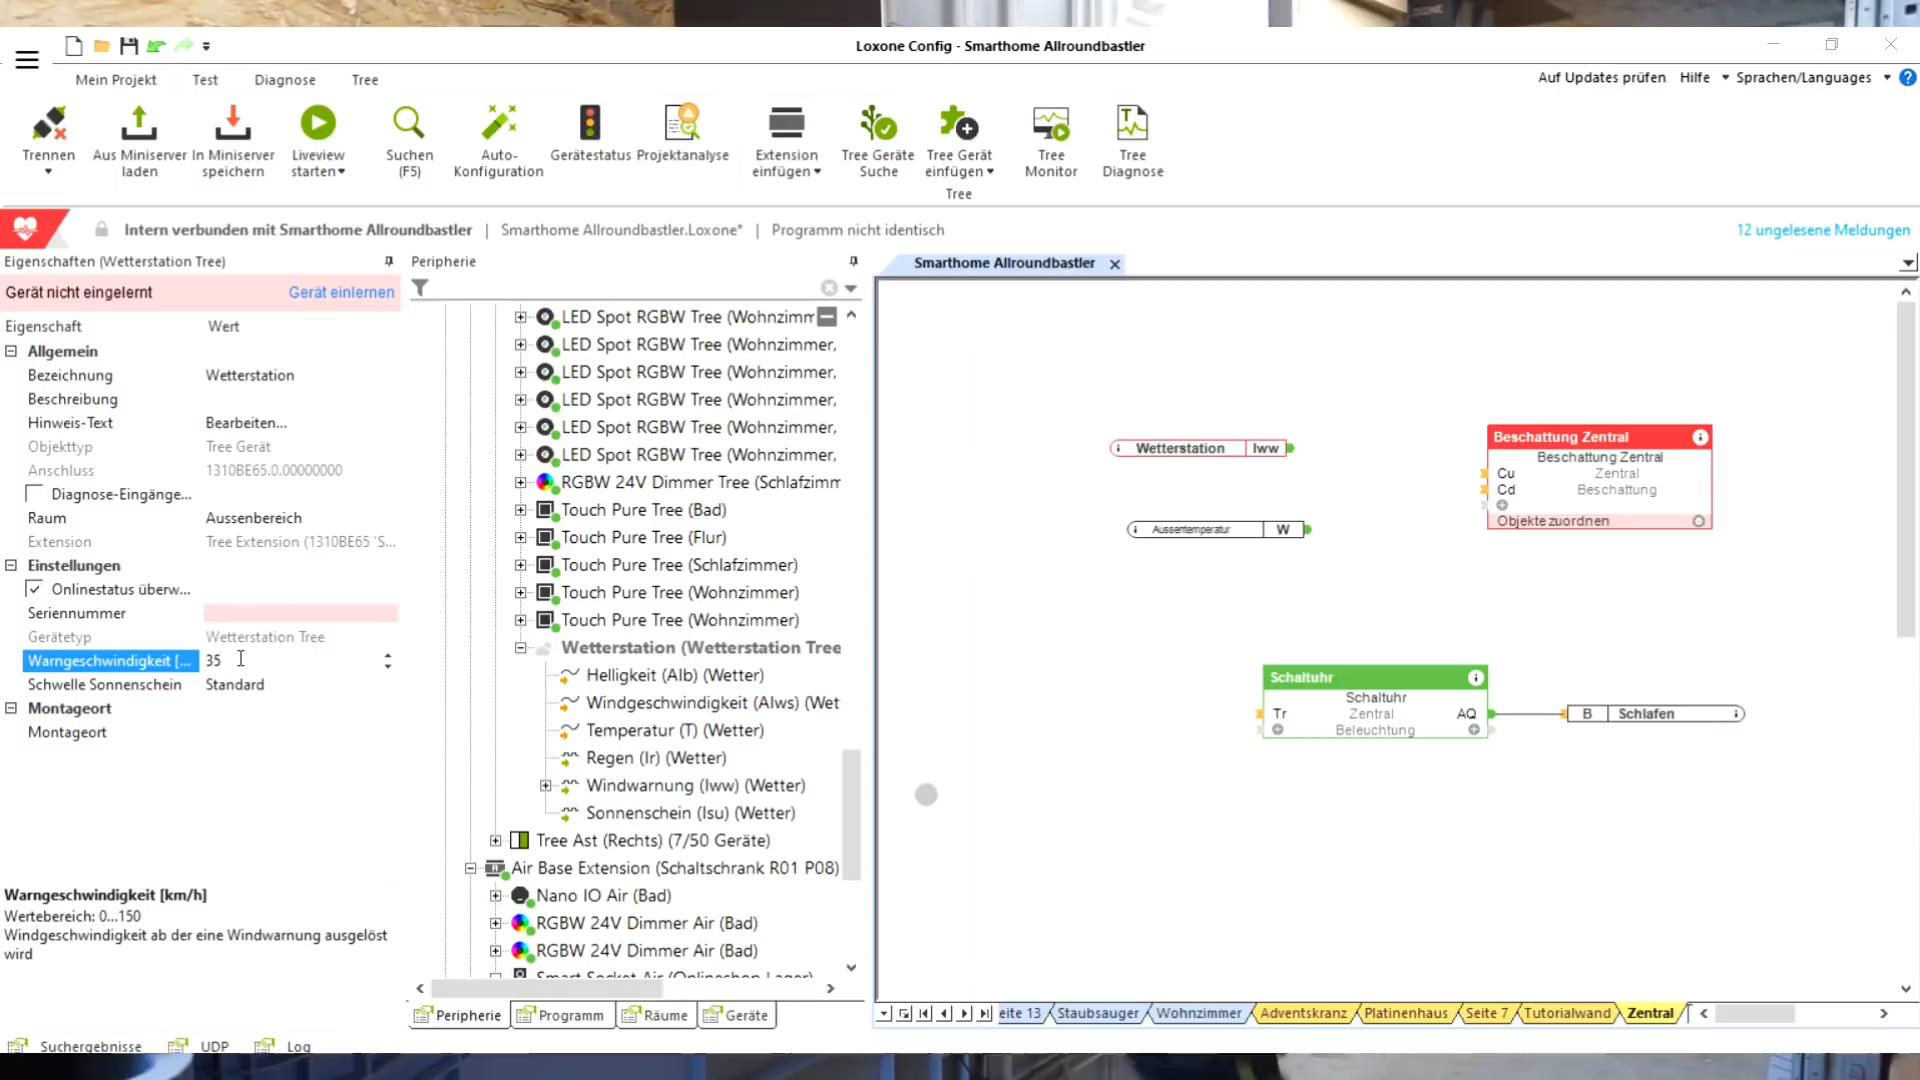 Loxone Config - Smarthome Allroundbastler
Mein Projekt
Test
Diagnose
Tree
Auf Updates prüfen
Hilfe
Sprachen/Languages
Trennen
Aus Miniserver laden
In Miniserver speichern
Liveview starten
Suchen (F5)
Auto-Konfiguration
Gerätestatus
Projektanalyse
Extension einfügen
Tree Geräte Suche
Tree Gerät einfügen
Tree Monitor
Tree Diagnose
Tree
Intern verbunden mit Smarthome Allroundbastler | Smarthome Allroundbastler.Loxone* | Programm nicht identisch
12 ungelesene Meldungen
Eigenschaften (Wetterstation Tree)
Gerät nicht eingelernt
Gerät einlernen
Eigenschaft Wert
Allgemein
Bezeichnung Wetterstation
Beschreibung
Hinweis-Text Bearbeiten...
Objekttyp Tree Gerät
Anschluss 1310BE65.0.00000000
Diagnose-Eingänge...
Raum Aussenbereich
Extension Tree Extension (1310BE65 'S...
Einstellungen
Onlinestatus überw...
Seriennummer
Gerätetyp Wetterstation Tree
Warngeschwindigkeit [... 35
Schwelle Sonnenschein Standard
Montageort
Montageort
Warngeschwindigkeit [km/h]
Wertebereich: 0...150
Windgeschwindigkeit ab der eine Windwarnung ausgelöst
wird
Peripherie
LED Spot RGBW Tree (Wohnzimm
LED Spot RGBW Tree (Wohnzimmer,
LED Spot RGBW Tree (Wohnzimmer,
LED Spot RGBW Tree (Wohnzimmer,
LED Spot RGBW Tree (Wohnzimmer,
LED Spot RGBW Tree (Wohnzimmer,
RGBW 24V Dimmer Tree (Schlafzimm
Touch Pure Tree (Bad)
Touch Pure Tree (Flur)
Touch Pure Tree (Schlafzimmer)
Touch Pure Tree (Wohnzimmer)
Touch Pure Tree (Wohnzimmer)
Wetterstation (Wetterstation Tree
Helligkeit (AIb) (Wetter)
Windgeschwindigkeit (AIws) (Wet
Temperatur (T) (Wetter)
Regen (Ir) (Wetter)
Windwarnung (Iww) (Wetter)
Sonnenschein (Isu) (Wetter)
Tree Ast (Rechts) (7/50 Geräte)
Air Base Extension (Schaltschrank R01 P08)
Nano IO Air (Bad)
RGBW 24V Dimmer Air (Bad)
RGBW 24V Dimmer Air (Bad)
Smart Socket Air (Onlineshop Lager)
Peripherie
Programm
Räume
Geräte
Smarthome Allroundbastler
Wetterstation Iww
Aussentemperatur W
Beschattung Zentral
Beschattung Zentral
Cu Zentral
Cd Beschattung
Objekte zuordnen
Schaltuhr
Schaltuhr
Tr Zentral AQ
Beleuchtung
B Schlafen
eite 13
Staubsauger
Wohnzimmer
Adventskranz
Platinenhaus
Seite 7
Tutorialwand
Zentral
Suchergebnisse
UDP
Log